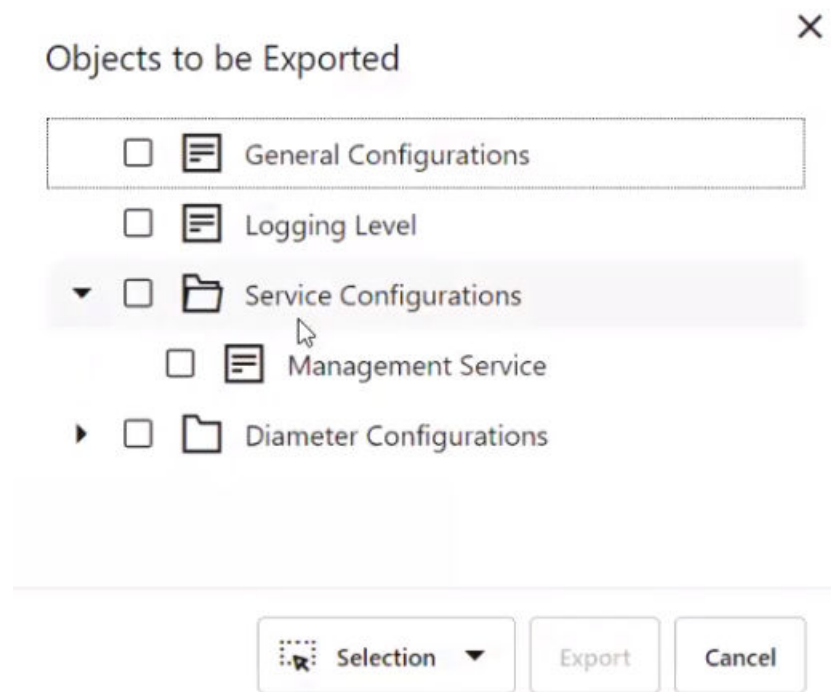 Objects to be Exported
General Configurations
Logging Level
Service Configurations
Management Service
Diameter Configurations
Selection Export Cancel